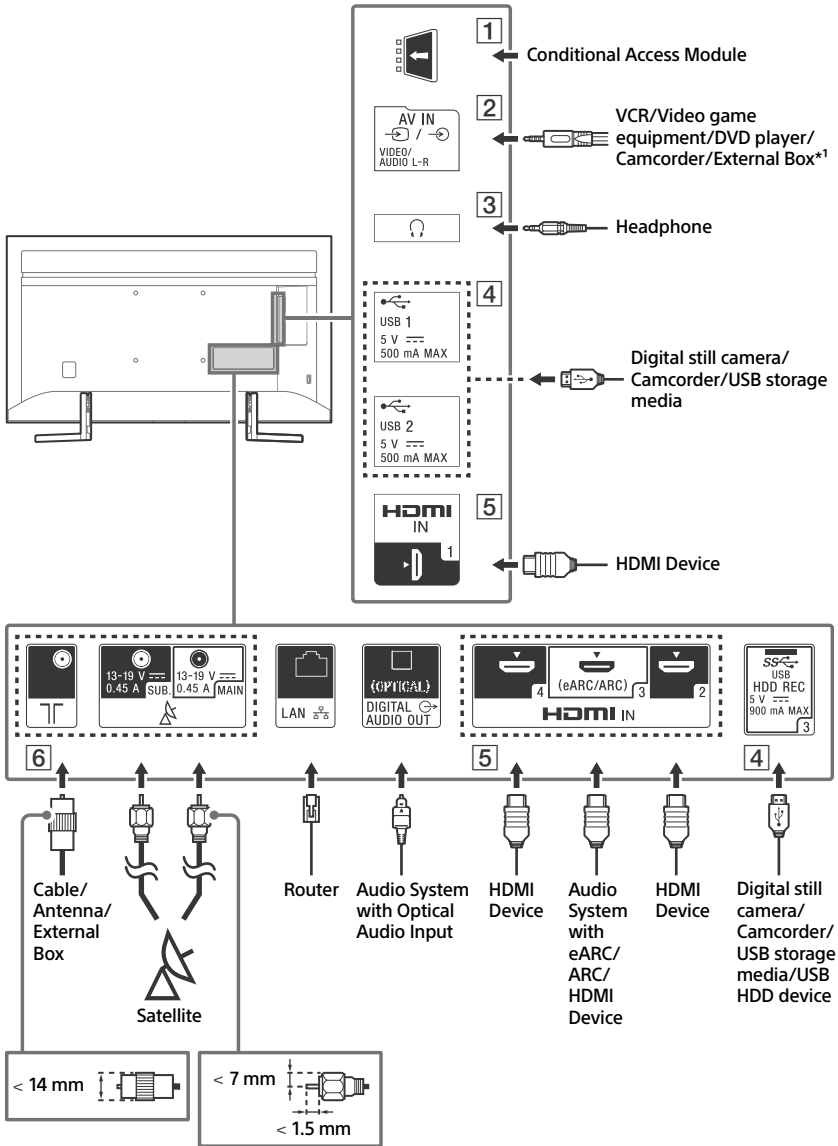 1
Conditional Access Module
2
AV IN
/
VIDEO/
AUDIO L-R
VCR/Video game
equipment/DVD player/
Camcorder/External Box*1
3
Headphone
4
USB 1
5 V
500 mA MAX
USB 2
5 V
500 mA MAX
Digital still camera/
Camcorder/USB storage
media
5
HDMI
IN
1
HDMI Device
13-19 V
0.45 A
SUB.
13-19 V
0.45 A
MAIN
LAN
(OPTICAL)
DIGITAL
AUDIO OUT
4
(eARC/ARC)
3
2
HDMI IN
SS
USB
HDD REC
5 V
900 mA MAX
3
6
5
4
Cable/
Antenna/
External
Box
Satellite
Router
Audio System
with Optical
Audio Input
HDMI
Device
Audio
System
with
eARC/
ARC/
HDMI
Device
HDMI
Device
Digital still
camera/
Camcorder/
USB storage
media/USB
HDD device
< 14 mm
< 7 mm
< 1.5 mm